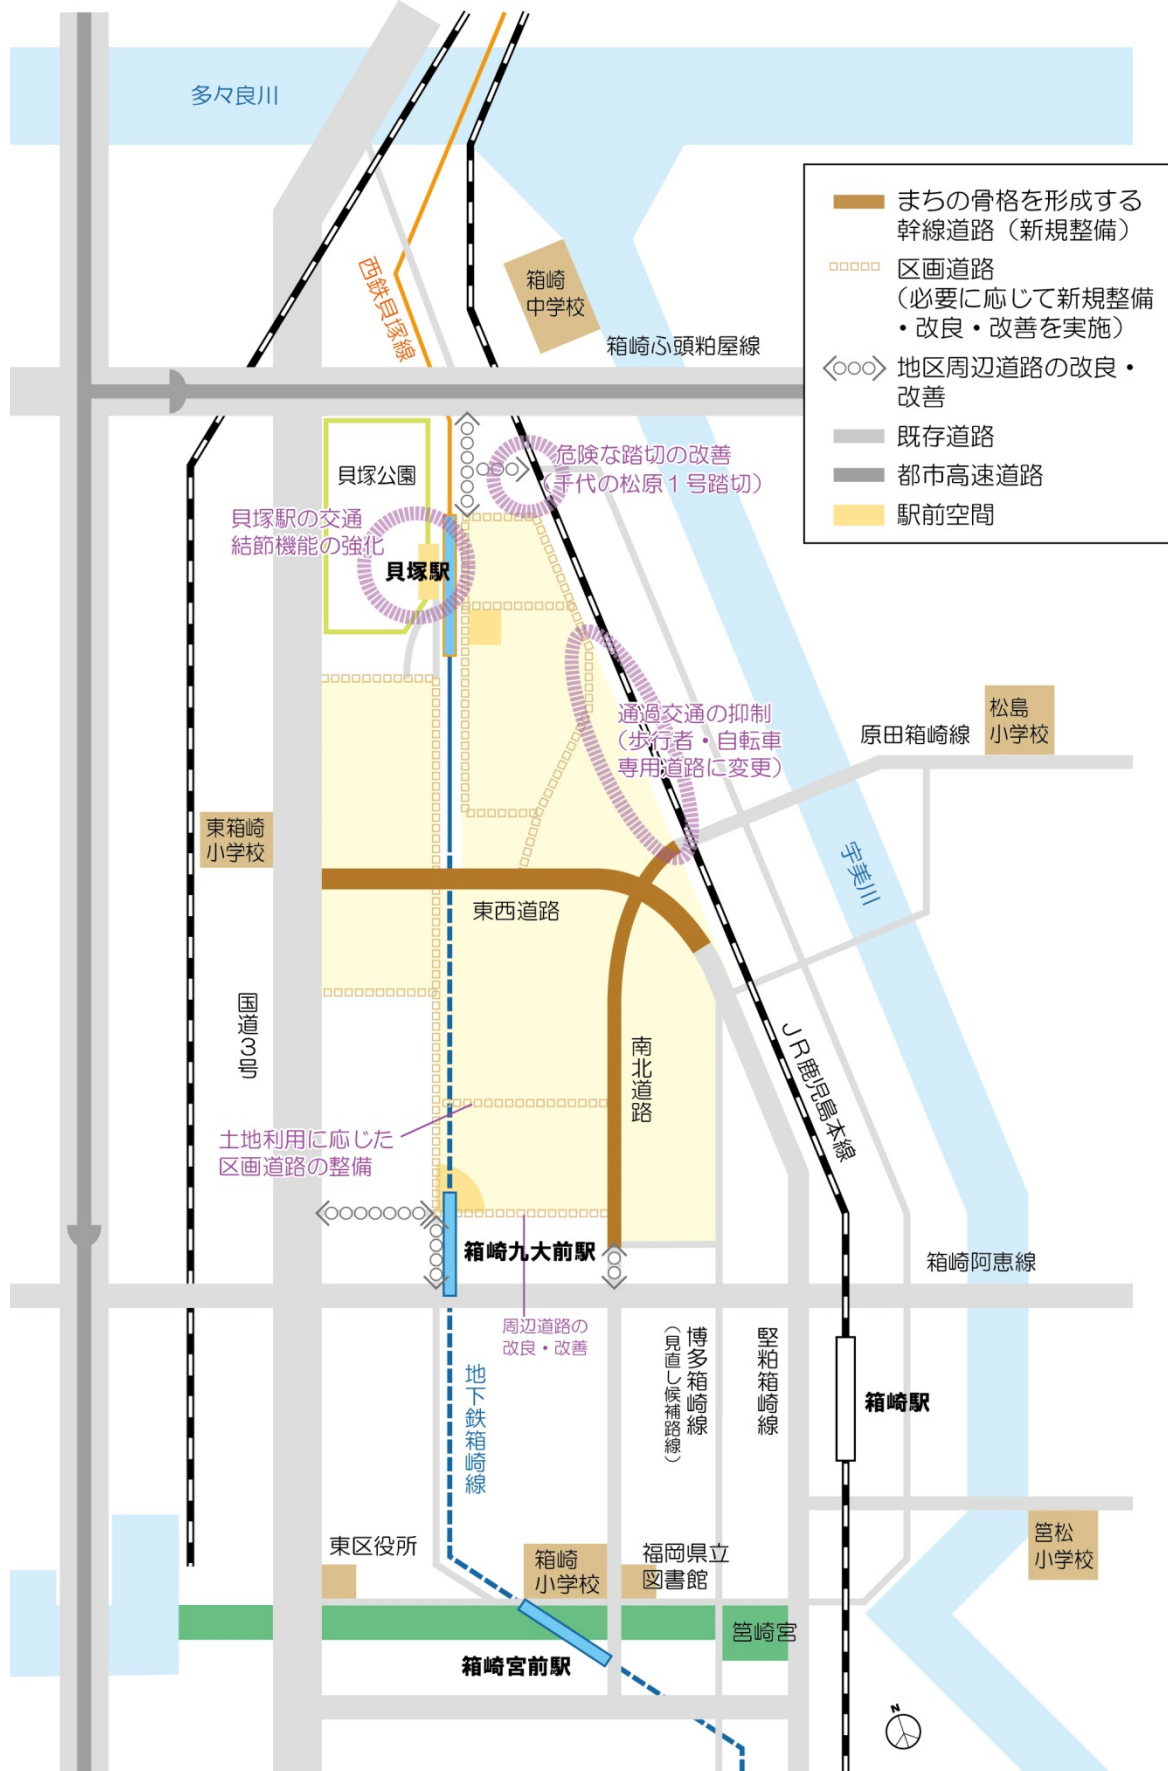 多々良川
まちの骨格を形成する
幹線道路（新規整備）
区画道路
（必要に応じて新規整備
・改良・改善を実施）
地区周辺道路の改良・
改善
既存道路
都市高速道路
駅前空間
西鉄貝塚線
箱崎
中学校
箱崎ふ頭粕屋線
貝塚公園
危険な踏切の改善
（千代の松原１号踏切）
貝塚駅の交通
結節機能の強化
貝塚駅
通過交通の抑制
（歩行者・自転車
専用道路に変更）
原田箱崎線
松島
小学校
東箱崎
小学校
宇美川
東西道路
国道３号
南北道路
ＪＲ鹿児島本線
土地利用に応じた
区画道路の整備
箱崎九大前駅
箱崎阿恵線
周辺道路の
改良・改善
地下鉄箱崎線
博多箱崎線
（見直し候補路線）
堅粕箱崎線
箱崎駅
東区役所
箱崎
小学校
福岡県立
図書館
筥松
小学校
筥崎宮
箱崎宮前駅
N